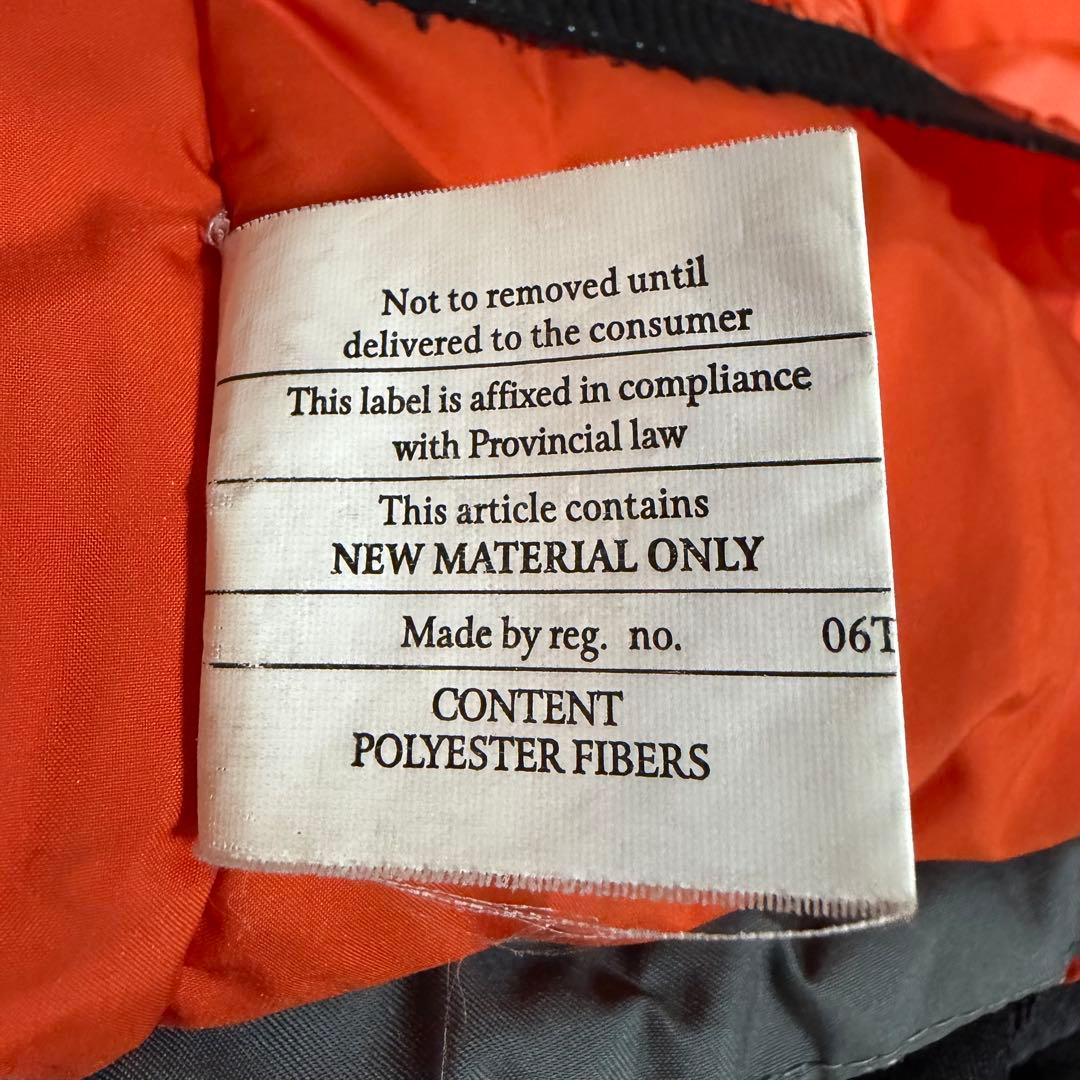 Not to removed until
delivered to the consumer
This label is affixed in compliance
with Provincial law
This article contains
NEW MATERIAL ONLY
Made by reg. no. 06T
CONTENT
POLYESTER FIBERS